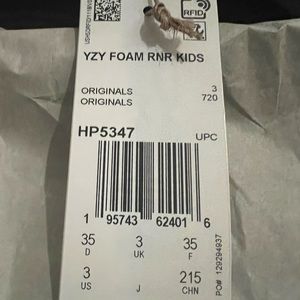 RFID
YZY FOAM RNR KIDS
ORIGINALS 3
ORIGINALS 720
HP5347
UPC
1 95743 62401 6
35 3 35
D UK F
3 215
US J CHN
PO# 129294937